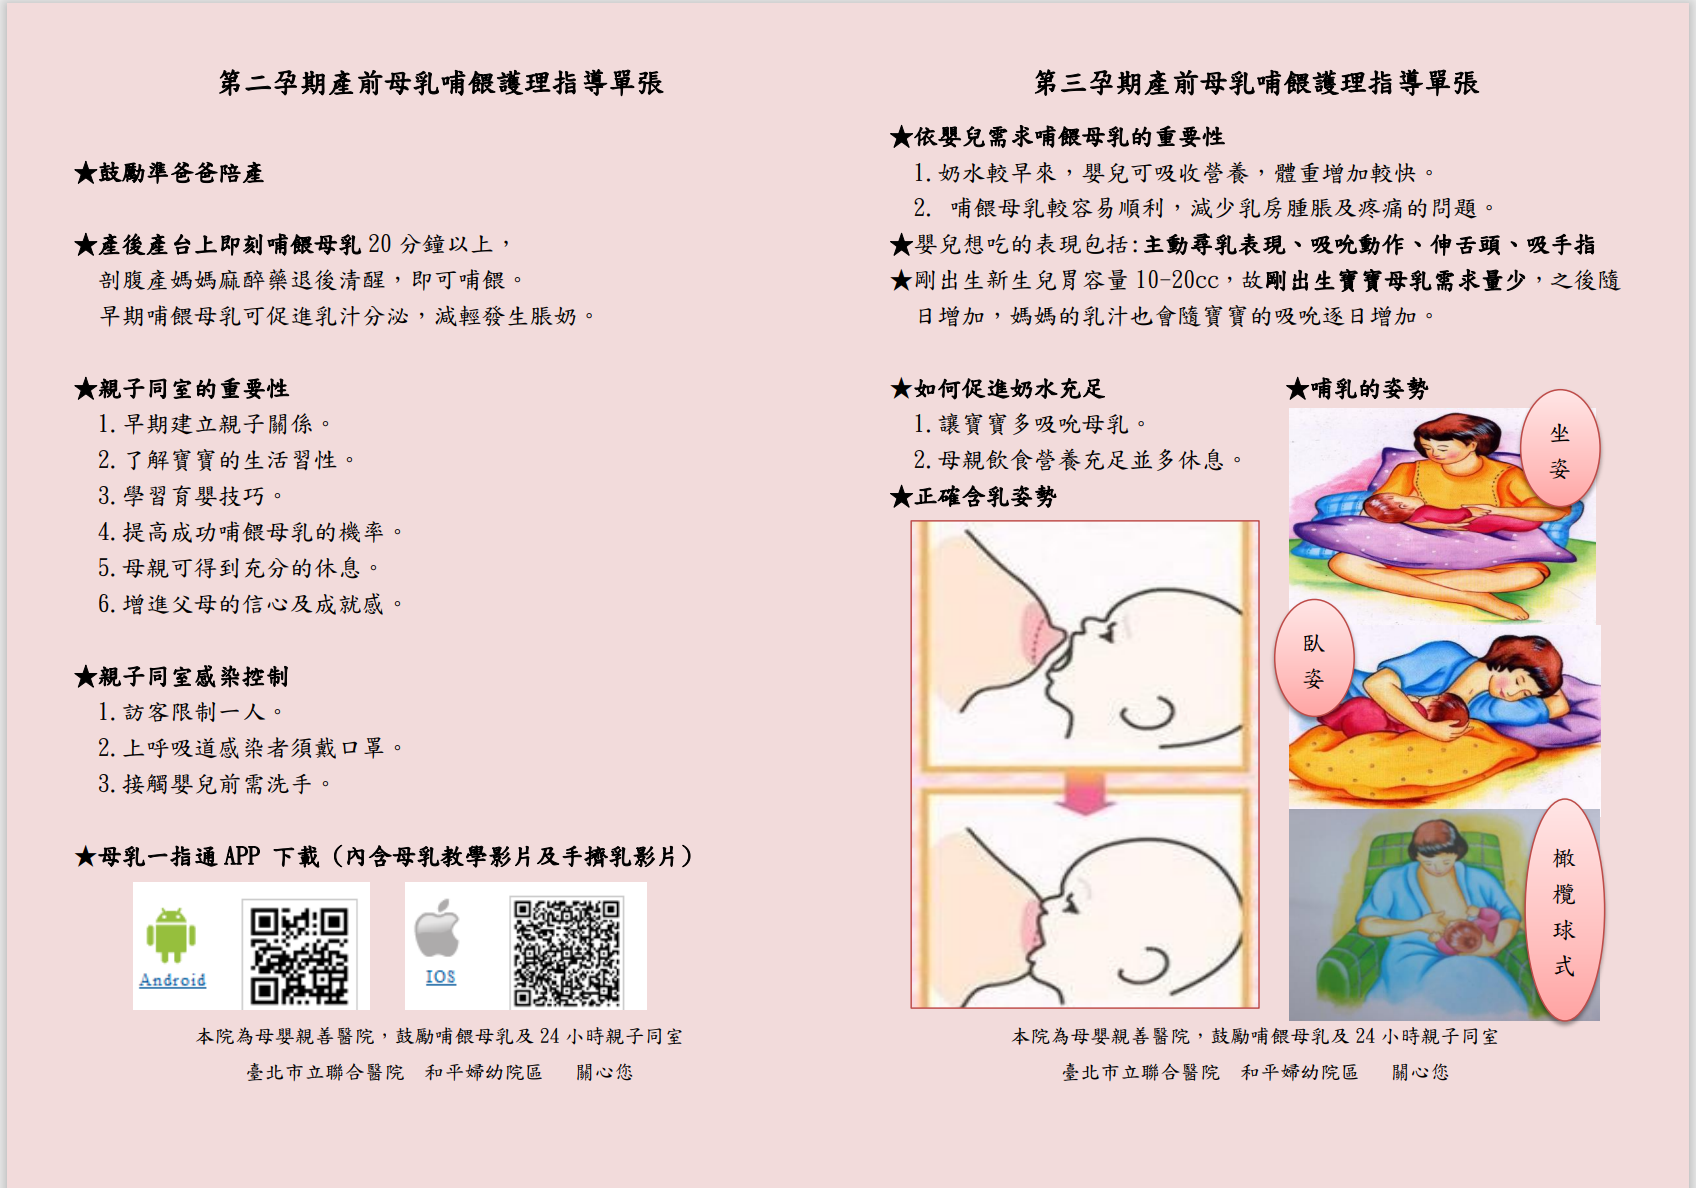 第二孕期產前母乳哺餵護理指導單張
★鼓勵準爸爸陪產
★產後產台上即刻哺餵母乳20分鐘以上，
剖腹產媽媽麻醉藥退後清醒，即可哺餵。
早期哺餵母乳可促進乳汁分泌，減輕發生脹奶。
★親子同室的重要性
1.早期建立親子關係。
2.了解寶寶的生活習性。
3.學習育嬰技巧。
4.提高成功哺餵母乳的機率。
5.母親可得到充分的休息。
6.增進父母的信心及成就感。
★親子同室感染控制
1.訪客限制一人。
2.上呼吸道感染者須戴口罩。
3.接觸嬰兒前需洗手。
★母乳一指通APP 下載（內含母乳教學影片及手擠乳影片）
Android
IOS
本院為母嬰親善醫院，鼓勵哺餵母乳及24小時親子同室
臺北市立聯合醫院 和平婦幼院區 關心您
第三孕期產前母乳哺餵護理指導單張
★依嬰兒需求哺餵母乳的重要性
1.奶水較早來，嬰兒可吸收營養，體重增加較快。
2. 哺餵母乳較容易順利，減少乳房腫脹及疼痛的問題。
★嬰兒想吃的表現包括:主動尋乳表現、吸吮動作、伸舌頭、吸手指
★剛出生新生兒胃容量10-20cc，故剛出生寶寶母乳需求量少，之後隨
日增加，媽媽的乳汁也會隨寶寶的吸吮逐日增加。
★如何促進奶水充足
1.讓寶寶多吸吮母乳。
2.母親飲食營養充足並多休息。
★正確含乳姿勢
★哺乳的姿勢
坐
姿
臥
姿
橄
欖
球
式
本院為母嬰親善醫院，鼓勵哺餵母乳及24小時親子同室
臺北市立聯合醫院 和平婦幼院區 關心您